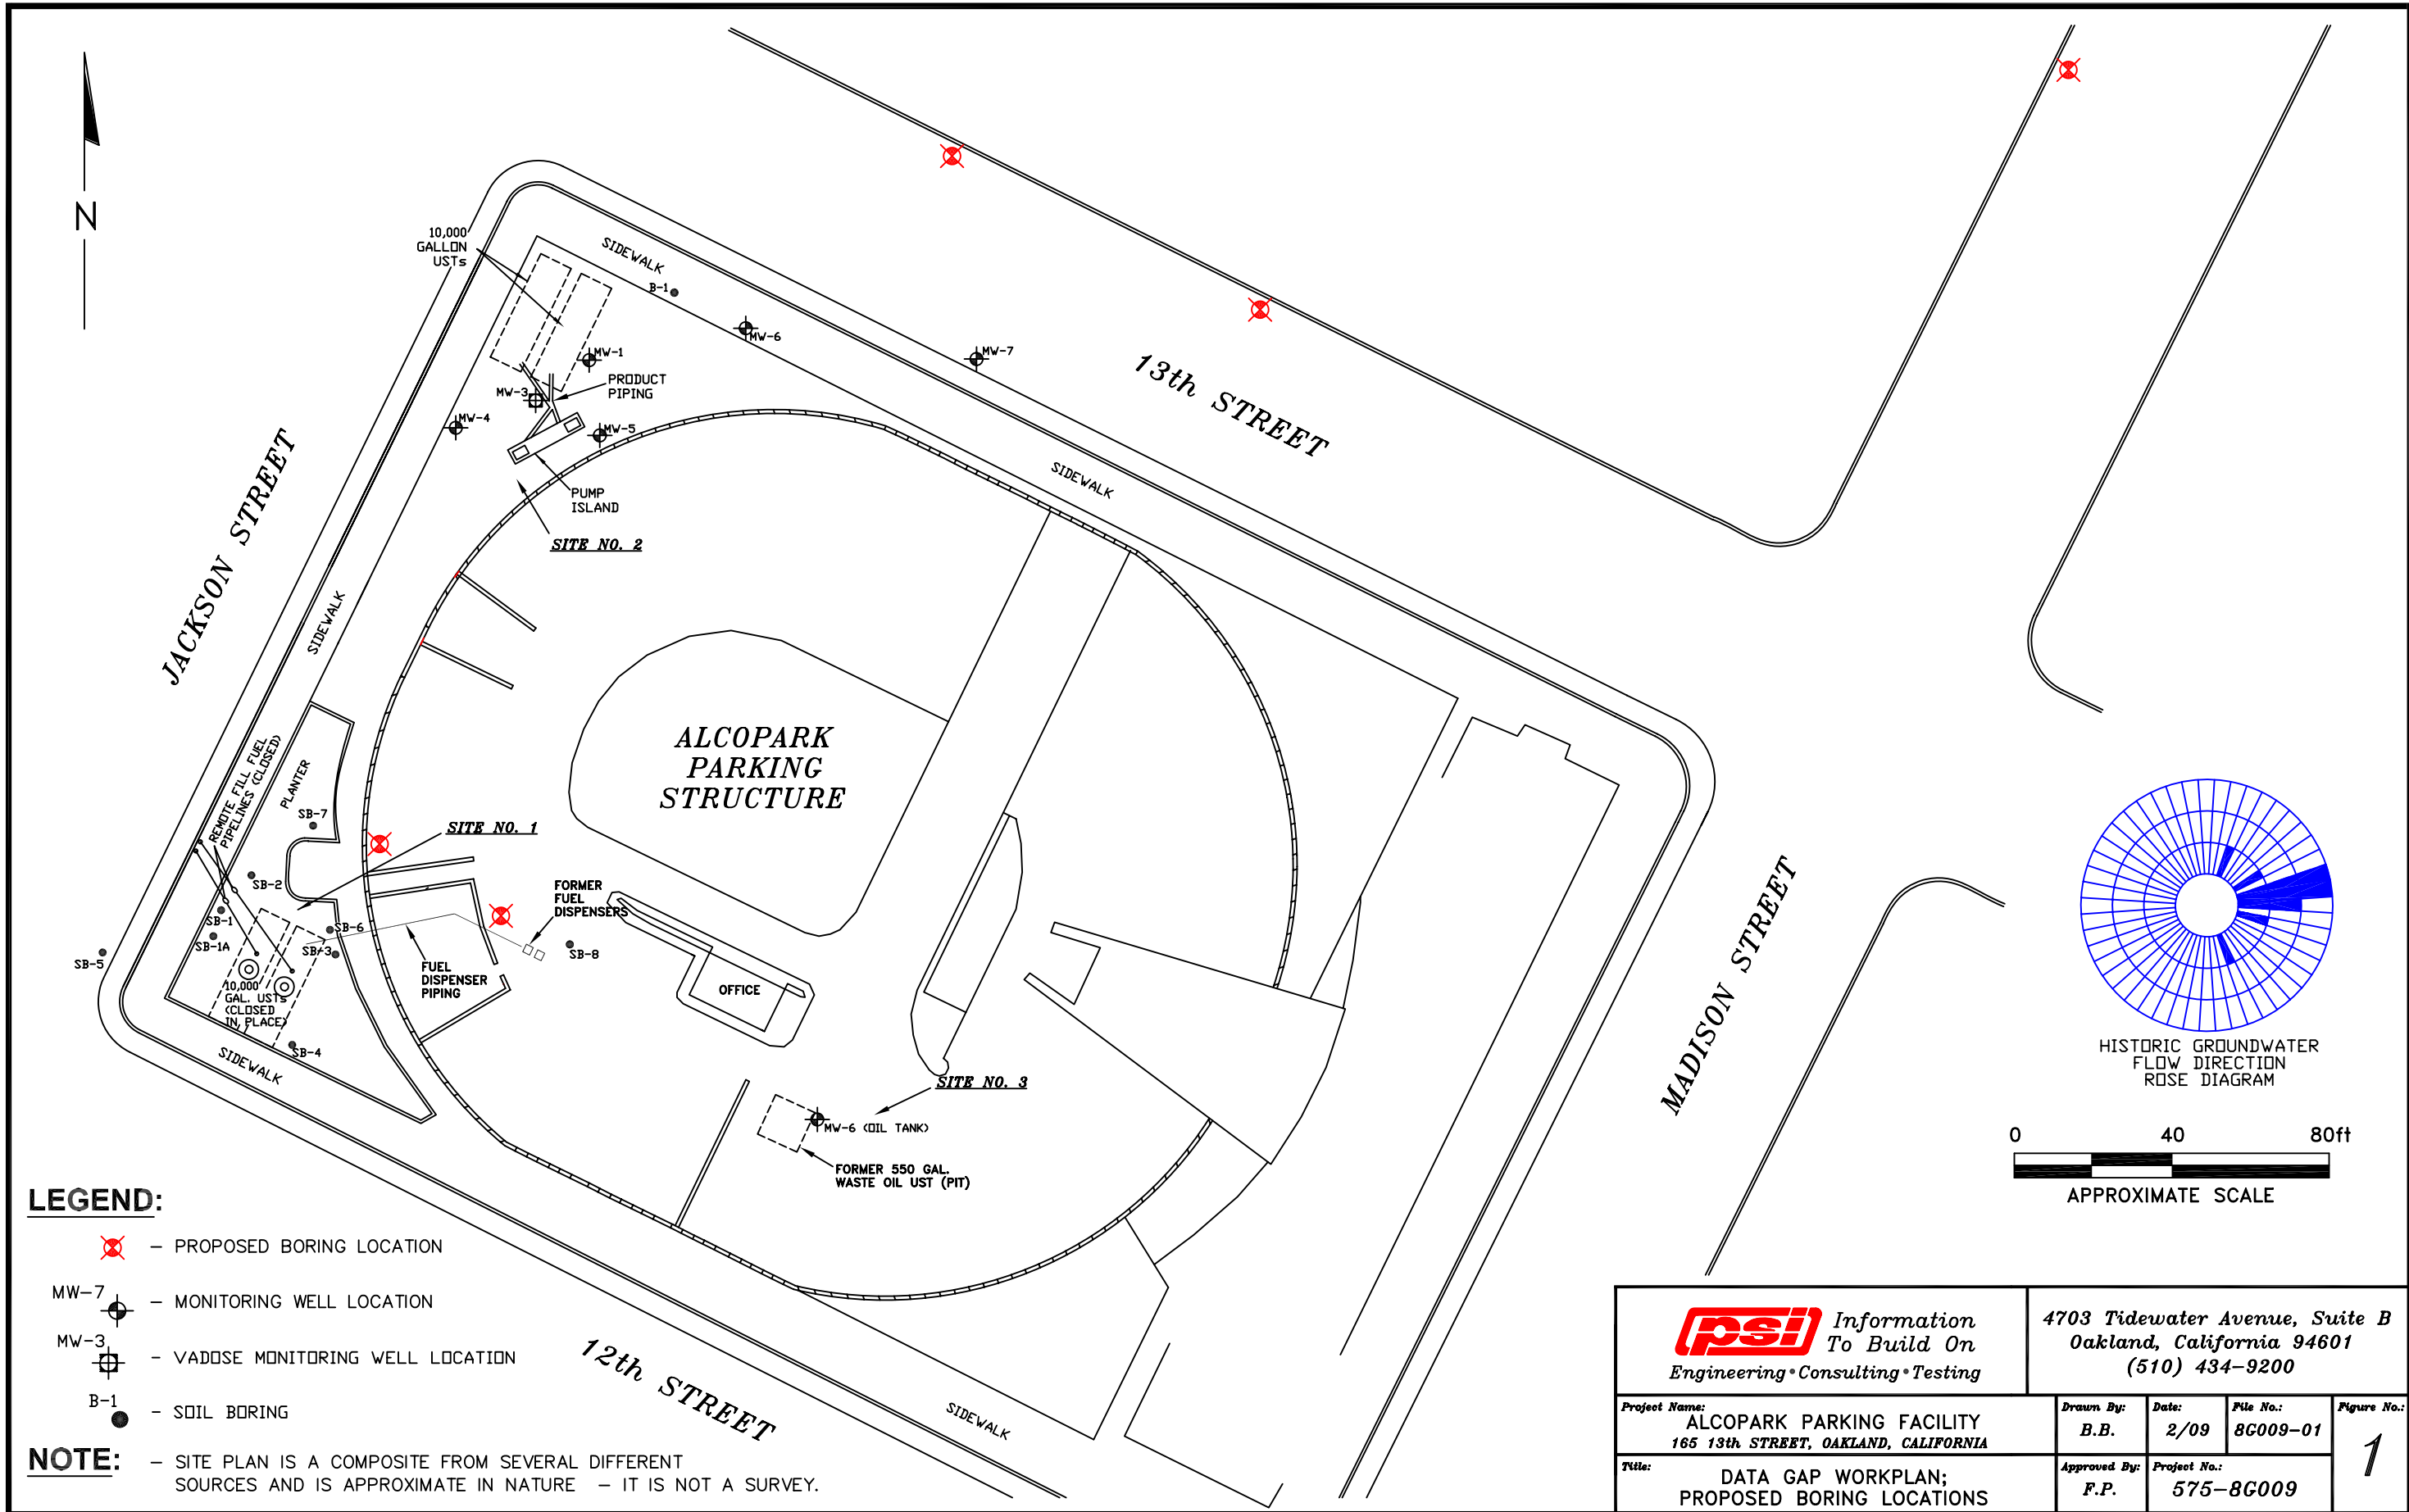 N
10,000
GALLON
USTs
SIDEWALK
B-1
MW-6
MW-7
MW-1
PRODUCT
PIPING
MW-3
MW-4
MW-5
PUMP
ISLAND
SITE NO. 2
13th STREET
SIDEWALK
JACKSON STREET
SIDEWALK
ALCOPARK
PARKING
STRUCTURE
REMOTE FILL FUEL
PIPELINES (CLOSED)
PLANTER
SB-7
SITE NO. 1
SB-2
SB-1
SB-1A
SB-6
SB-3
SB-5
FORMER
FUEL
DISPENSERS
SB-8
FUEL
DISPENSER
PIPING
10,000
GAL. USTs
(CLOSED
IN PLACE)
SB-4
SIDEWALK
OFFICE
SITE NO. 3
MW-6 (OIL TANK)
FORMER 550 GAL.
WASTE OIL UST (PIT)
MADISON STREET
12th STREET
SIDEWALK
HISTORIC GROUNDWATER
FLOW DIRECTION
ROSE DIAGRAM
0 40 80ft
APPROXIMATE SCALE
LEGEND:
- PROPOSED BORING LOCATION
MW-7
- MONITORING WELL LOCATION
MW-3
- VADOSE MONITORING WELL LOCATION
B-1
- SOIL BORING
NOTE: - SITE PLAN IS A COMPOSITE FROM SEVERAL DIFFERENT
SOURCES AND IS APPROXIMATE IN NATURE - IT IS NOT A SURVEY.
psi Information
To Build On
Engineering•Consulting•Testing
4703 Tidewater Avenue, Suite B
Oakland, California 94601
(510) 434-9200
Project Name:
ALCOPARK PARKING FACILITY
165 13th STREET, OAKLAND, CALIFORNIA
Drawn By:
B.B.
Date:
2/09
File No.:
8G009-01
Figure No.:
1
Title:
DATA GAP WORKPLAN;
PROPOSED BORING LOCATIONS
Approved By:
F.P.
Project No.:
575-8G009